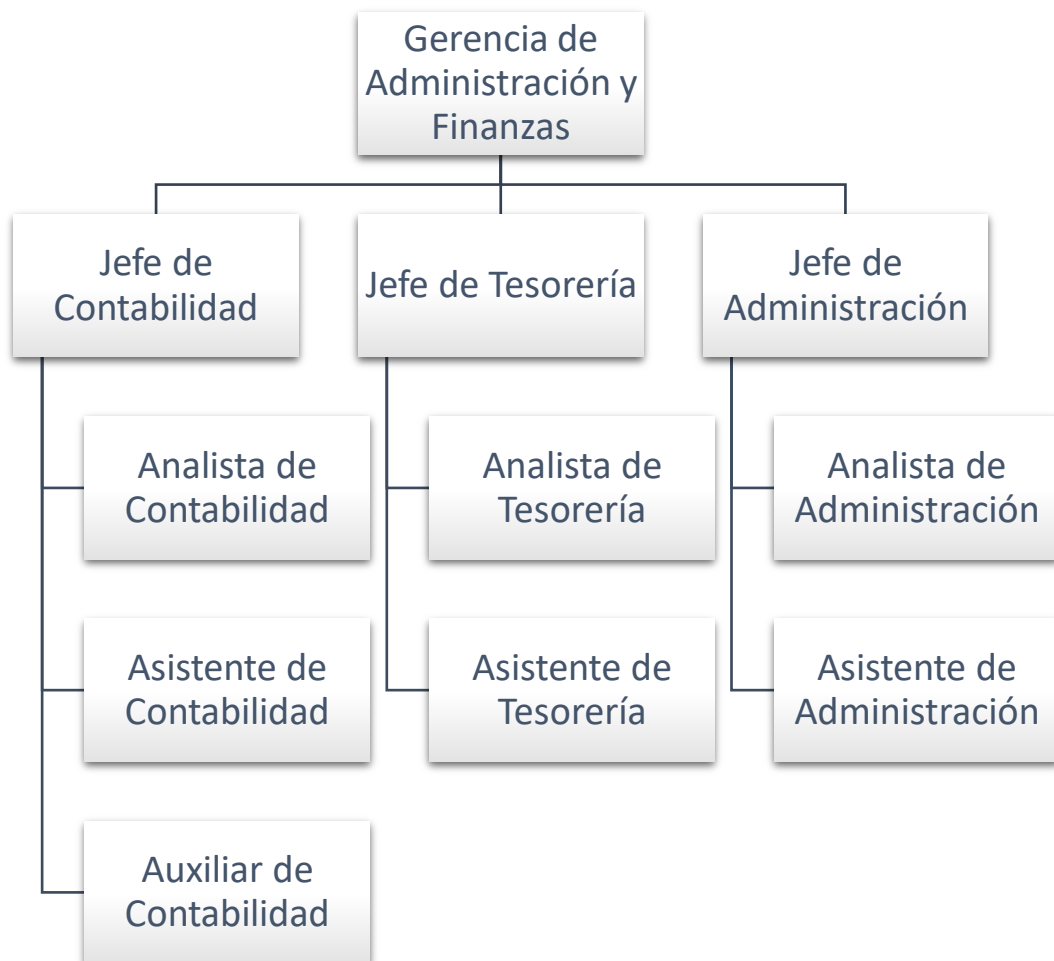 Gerencia de
Administración y
Finanzas
Jefe de
Contabilidad
Jefe de Tesorería
Jefe de
Administración
Analista de
Contabilidad
Analista de
Tesorería
Analista de
Administración
Asistente de
Contabilidad
Asistente de
Tesorería
Asistente de
Administración
Auxiliar de
Contabilidad